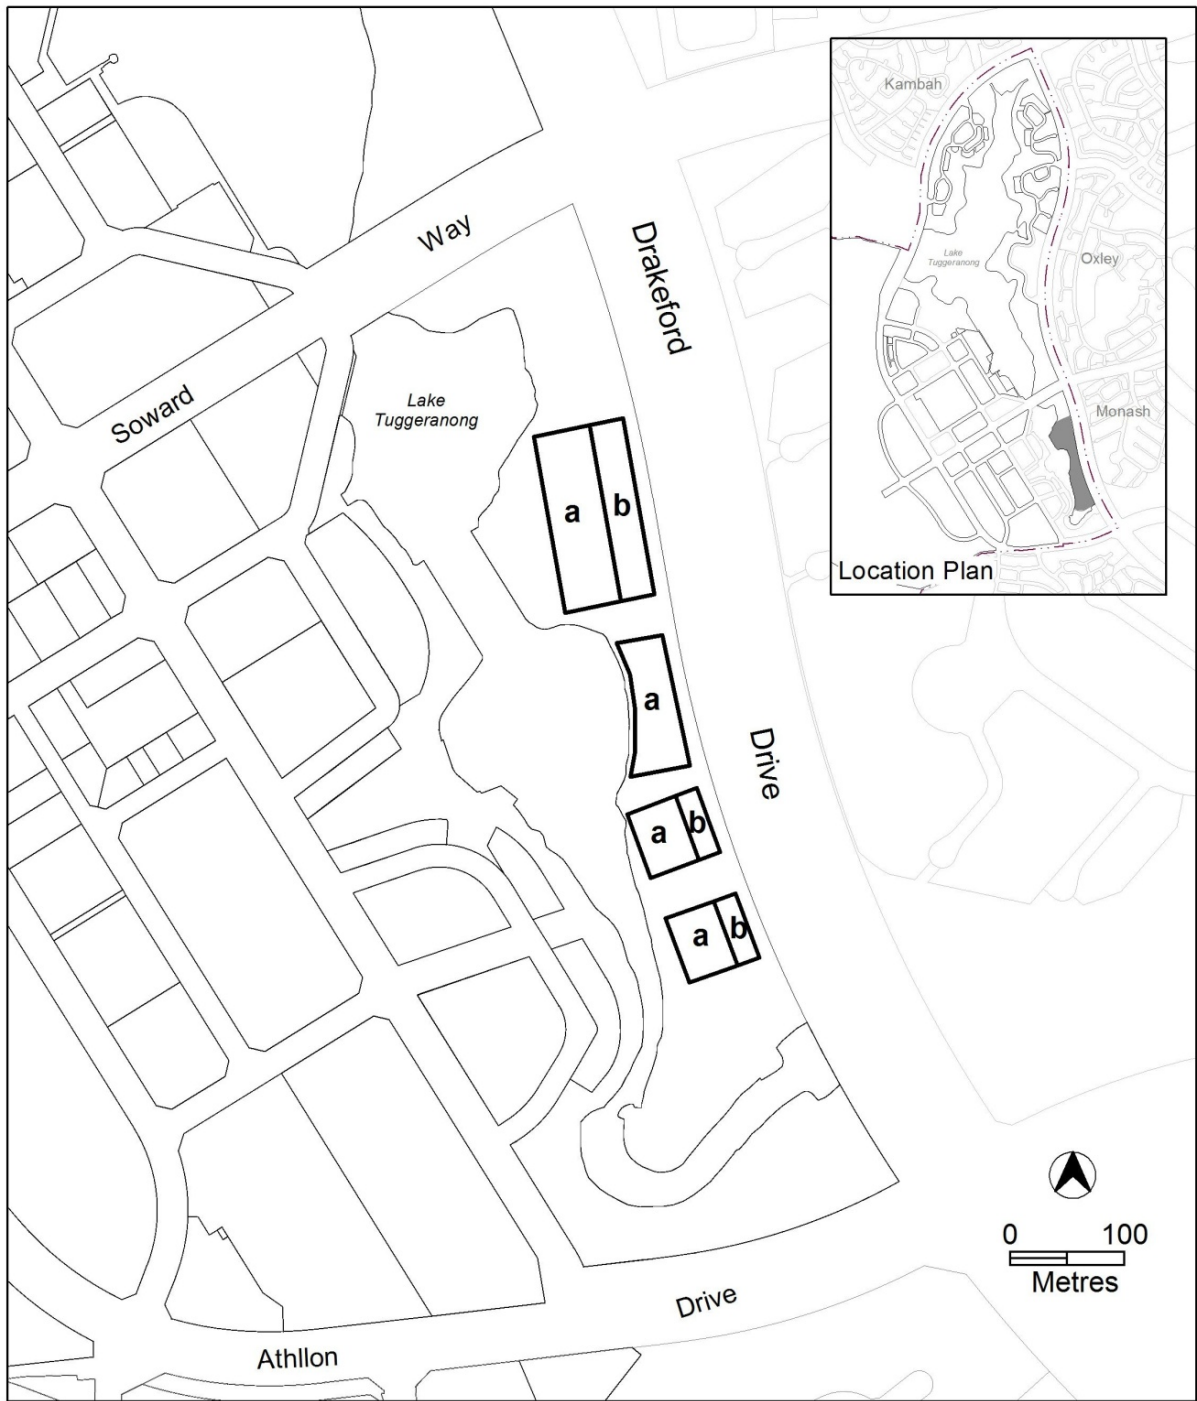 Kambah
Way
Drakeford
Lake
Tuggeranong
Oxley
Soward
Lake
Tuggeranong
Monash
a
b
Location Plan
a
Drive
a
b
a
b
0
100
Metres
Drive
Athllon